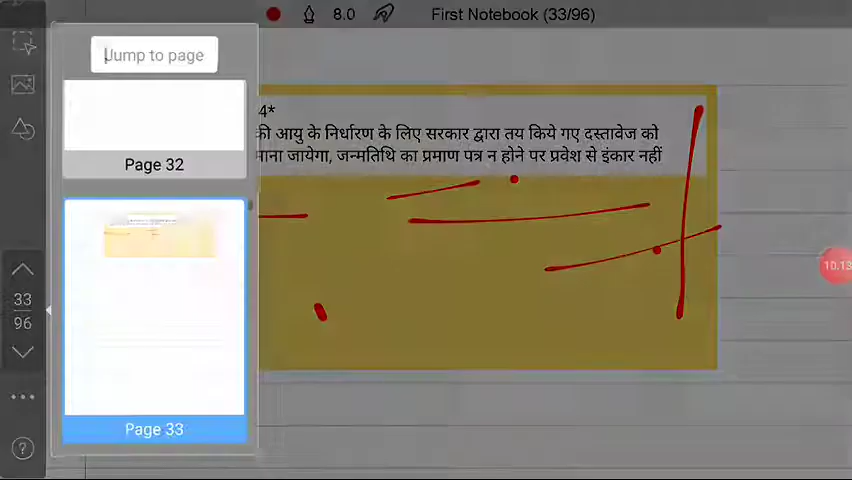 8.0 First Notebook (33/96)
Jump to page
Page 32
Page 33
4*
की आयु के निर्धारण के लिए सरकार द्वारा तय किये गए दस्तावेज को
माना जायेगा, जन्मतिथि का प्रमाण पत्र न होने पर प्रवेश से इंकार नहीं
33
96
?
10:13